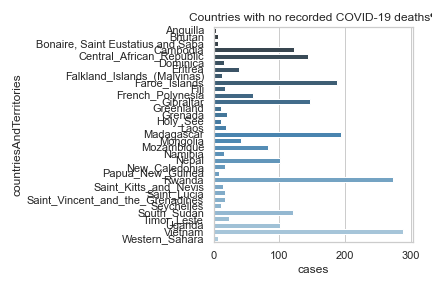 Countries with no recorded COVID-19 deaths*
countriesAndTerritories
Anguilla
Bhutan
Bonaire, Saint Eustatius and Saba
Cambodia
Central_African_Republic
Dominica
Eritrea
Falkland_Islands_(Malvinas)
Faroe_Islands
Fiji
French_Polynesia
Gibraltar
Greenland
Grenada
Holy_See
Laos
Madagascar
Mongolia
Mozambique
Namibia
Nepal
New_Caledonia
Papua_New_Guinea
Rwanda
Saint_Kitts_and_Nevis
Saint_Lucia
Saint_Vincent_and_the_Grenadines
Seychelles
South_Sudan
Timor_Leste
Uganda
Vietnam
Western_Sahara
0 100 200 300
cases